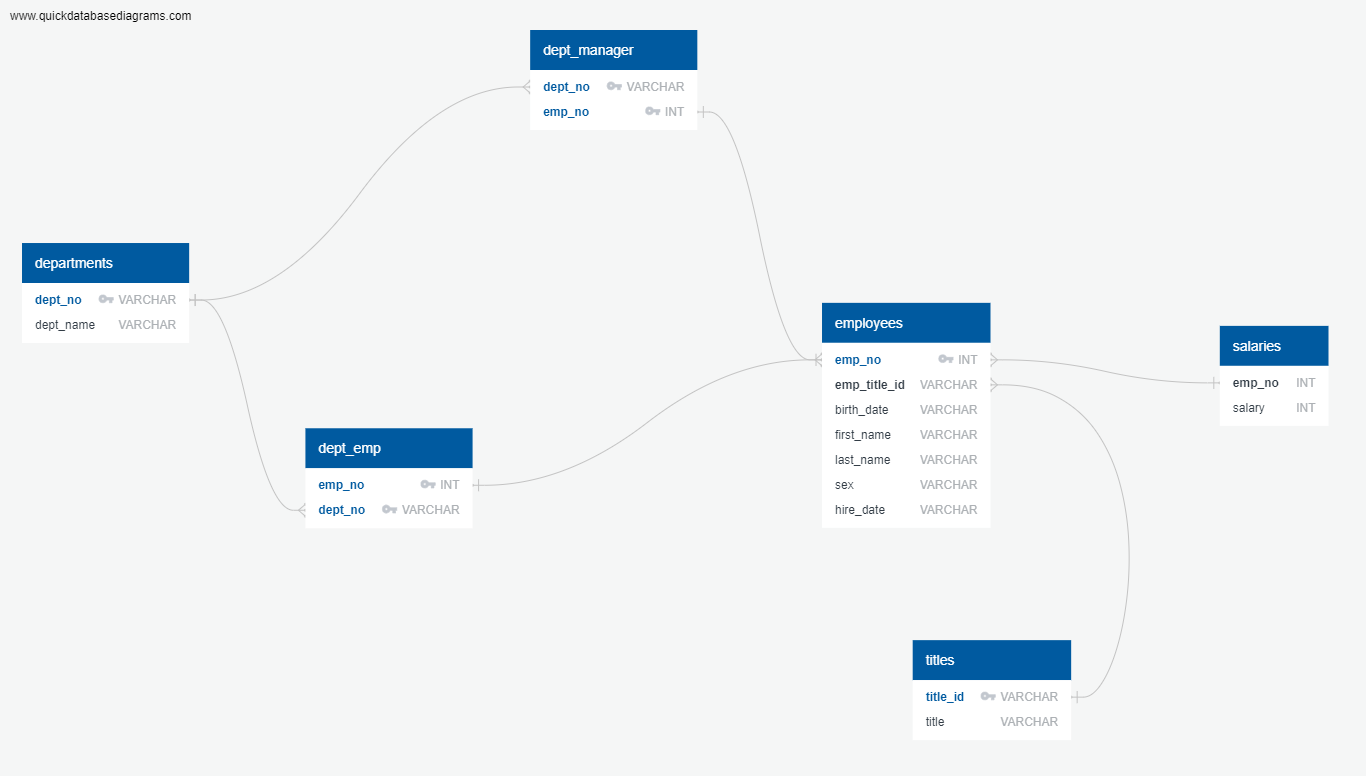 www.quickdatabasediagrams.com
dept_manager
dept_no VARCHAR
emp_no INT
departments
dept_no VARCHAR
dept_name VARCHAR
employees
emp_no INT
emp_title_id VARCHAR
birth_date VARCHAR
first_name VARCHAR
last_name VARCHAR
sex VARCHAR
hire_date VARCHAR
salaries
emp_no INT
salary INT
dept_emp
emp_no INT
dept_no VARCHAR
titles
title_id VARCHAR
title VARCHAR